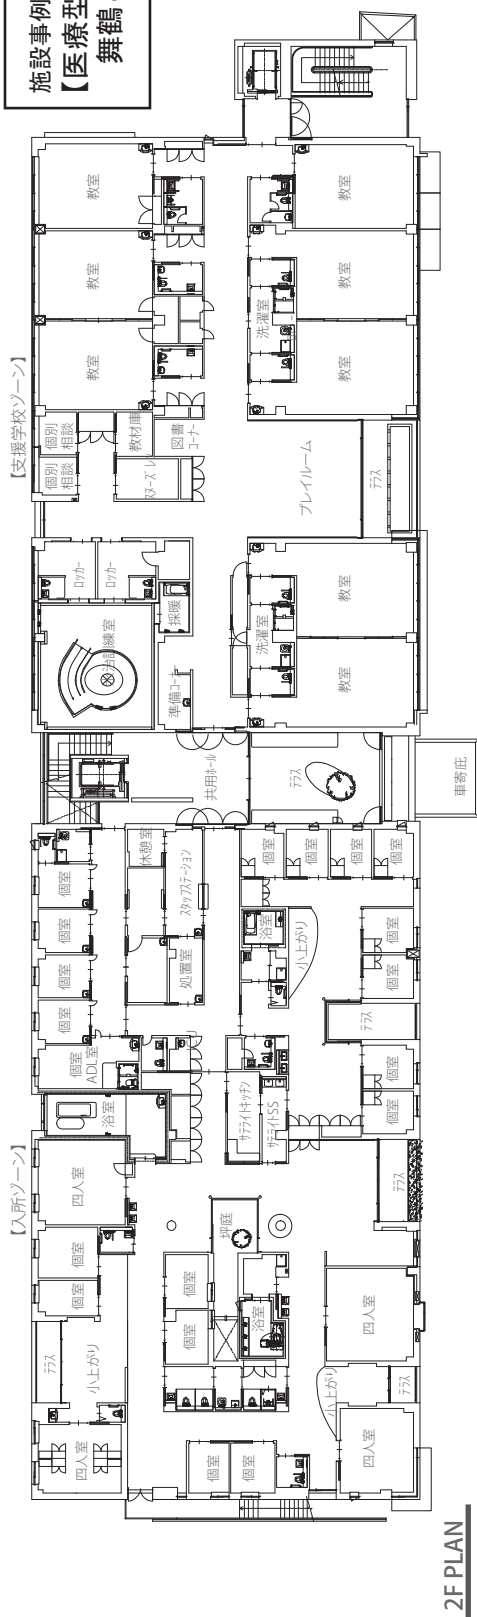 施設事例
【医療型
舞鶴
【入所ゾーン】
【支援学校ゾーン】
四人室
テラス
小上がり
個室
個室
四人室
浴室
個室
ADL室
個室
個室
個室
個室
ロッカー
ロッカー
個別
相談
個別
相談
教室
教室
教室
休憩室
スタッフステーション
処置室
準備コーナー
採暖
スヌーズレ
教材庫
図書
コーナー
個室
個室
個室
個室
坪庭
浴室
サテライトキッチン
サテライトSS
浴室
小上がり
共用ホール
テラス
洗濯室
洗濯室
プレイルーム
個室
個室
個室
個室
四人室
小上がり
テラス
四人室
テラス
個室
個室
テラス
個室
個室
教室
教室
テラス
教室
教室
教室
車寄庇
2F PLAN